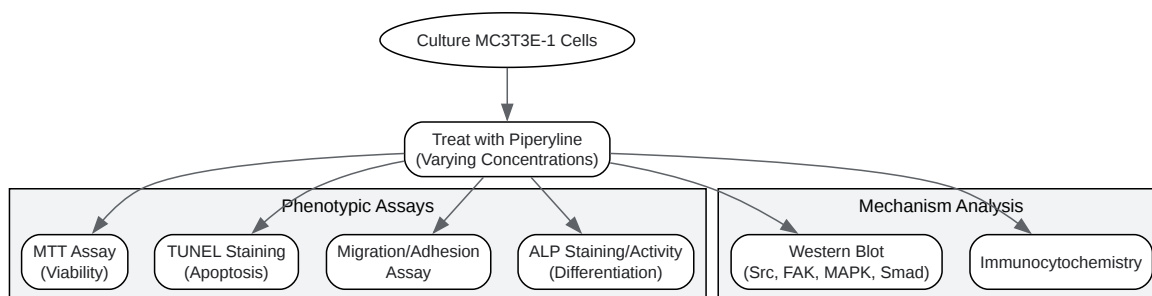 Culture MC3T3E-1 Cells
Treat with Piperyline
(Varying Concentrations)
Phenotypic Assays
MTT Assay
(Viability)
TUNEL Staining
(Apoptosis)
Migration/Adhesion
Assay
ALP Staining/Activity
(Differentiation)
Mechanism Analysis
Western Blot
(Src, FAK, MAPK, Smad)
Immunocytochemistry